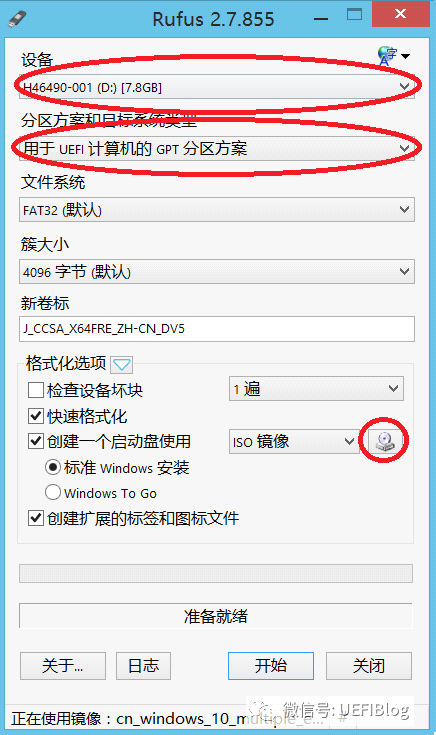 Rufus 2.7.855
设备
H46490-001 (D:) [7.8GB]
分区方案和目标系统类型
用于 UEFI 计算机的 GPT 分区方案
文件系统
FAT32 (默认)
簇大小
4096 字节 (默认)
新卷标
J_CCSA_X64FRE_ZH-CN_DV5
格式化选项
检查设备坏块 1 遍
快速格式化
创建一个启动盘使用 ISO 镜像
标准 Windows 安装
Windows To Go
创建扩展的标签和图标文件
准备就绪
关于... 日志 开始 关闭
微信号: UEFIBlog
正在使用镜像：cn_windows_10_multiple_e... #